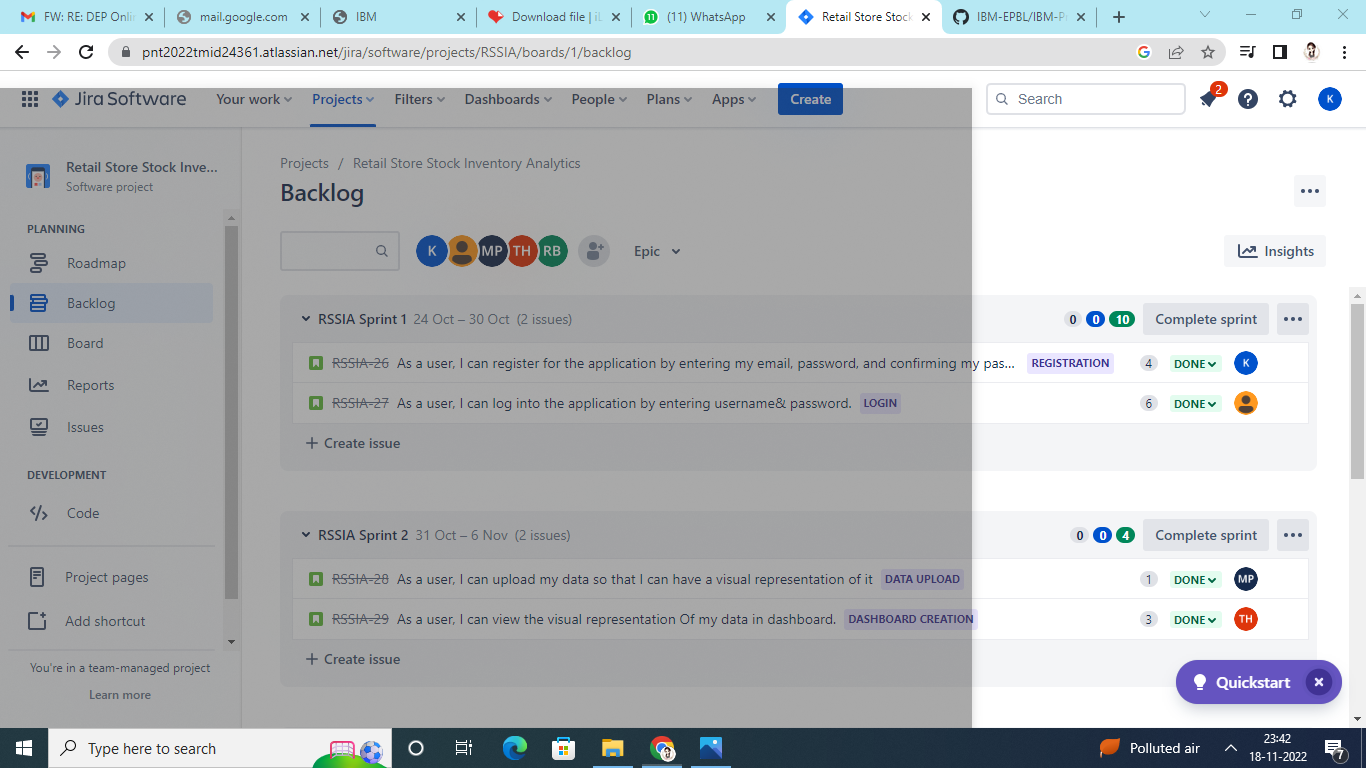 FW: RE: DEP Onlin
mail.google.com
IBM
Download file | iL
11
(11) WhatsApp
Retail Store Stock
IBM-EPBL/IBM-Pr
pnt2022tmid24361.atlassian.net/jira/software/projects/RSSIA/boards/1/backlog
Jira Software
Your work
Projects
Filters
Dashboards
People
Plans
Apps
Create
Search
2
K
Retail Store Stock Inve...
Software project
PLANNING
Roadmap
Backlog
Board
Reports
Issues
DEVELOPMENT
Code
Project pages
Add shortcut
You're in a team-managed project
Learn more
Projects / Retail Store Stock Inventory Analytics
Backlog
K MP TH RB
Epic
Insights
RSSIA Sprint 1 24 Oct – 30 Oct (2 issues) 0 0 10 Complete sprint
RSSIA-26 As a user, I can register for the application by entering my email, password, and confirming my pas... REGISTRATION 4 DONE K
RSSIA-27 As a user, I can log into the application by entering username& password. LOGIN 6 DONE
+ Create issue
RSSIA Sprint 2 31 Oct – 6 Nov (2 issues) 0 0 4 Complete sprint
RSSIA-28 As a user, I can upload my data so that I can have a visual representation of it DATA UPLOAD 1 DONE MP
RSSIA-29 As a user, I can view the visual representation Of my data in dashboard. DASHBOARD CREATION 3 DONE TH
+ Create issue
Quickstart
Type here to search
Polluted air
23:42
18-11-2022
7